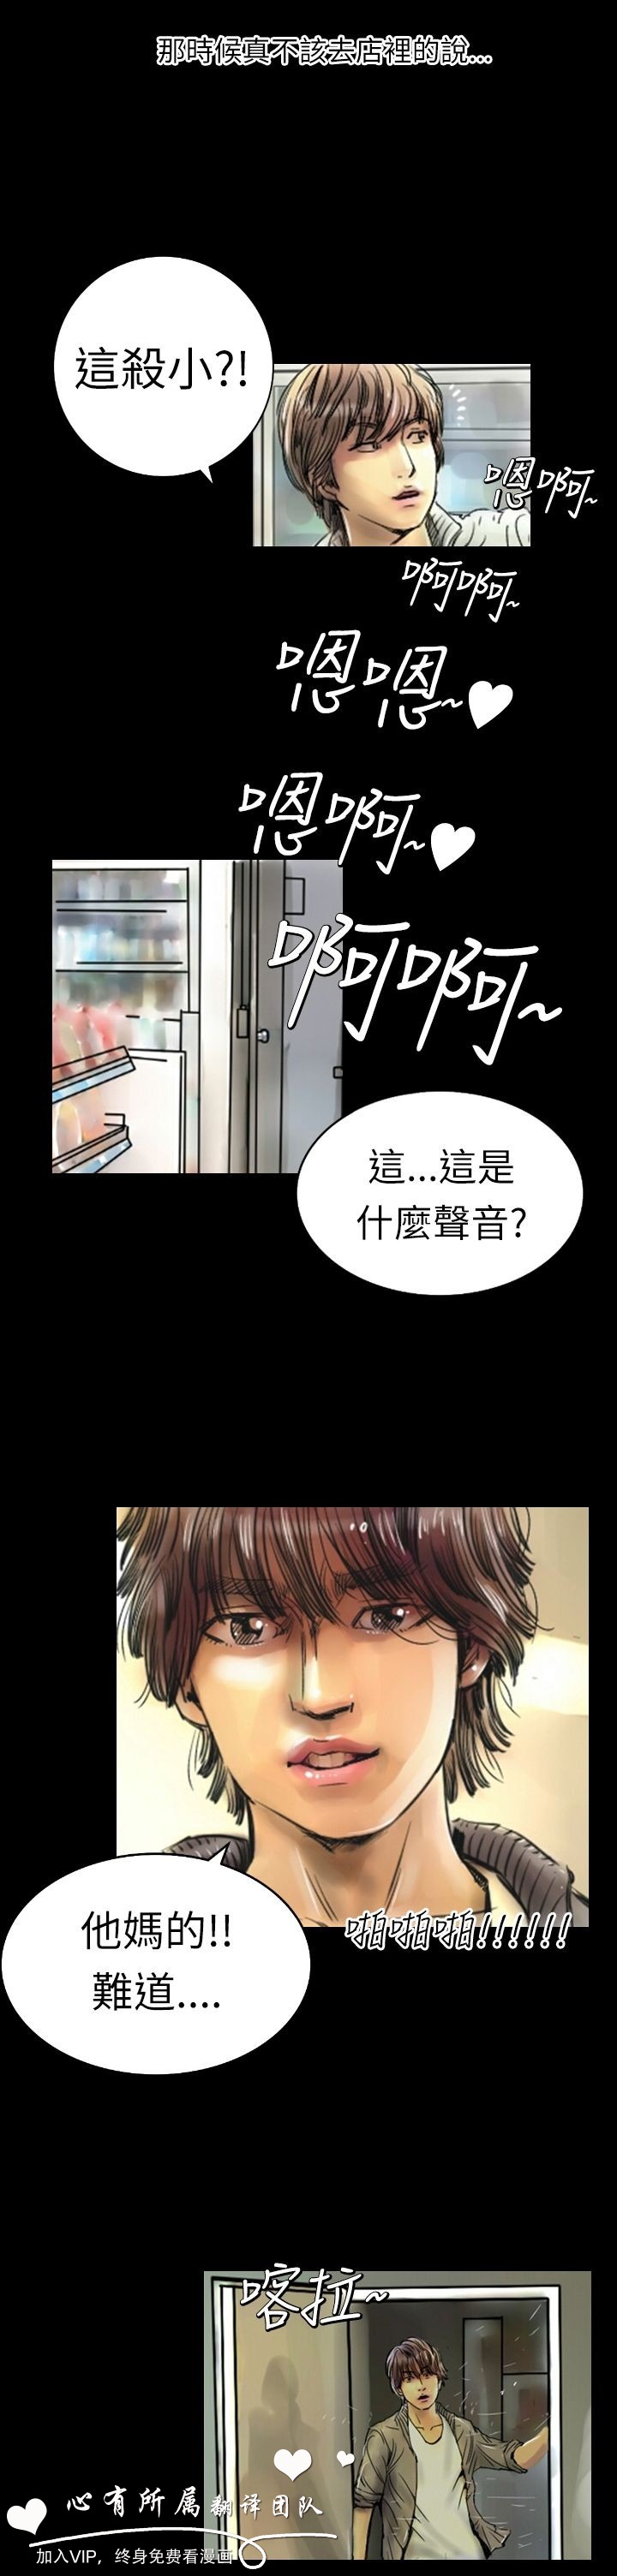 那時候真不該去店裡的說...
這殺小?!
嗯啊~
啊啊~
嗯嗯~♥
嗯啊~♥
啊啊~
這...這是
什麼聲音?
他媽的!!
難道....
啪啪啪!!!!!!
喀拉~
心有所属翻译团队
加入VIP，终身免费看漫画